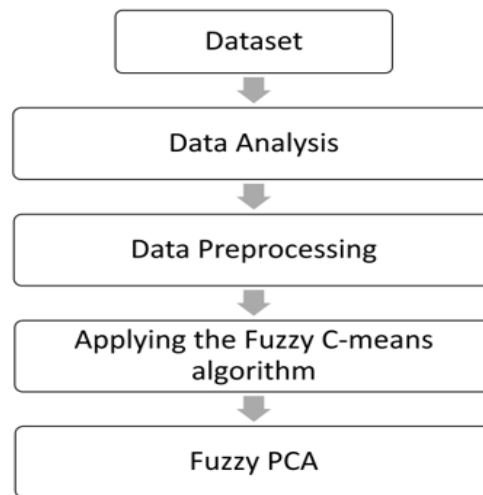 Dataset
Data Analysis
Data Preprocessing
Applying the Fuzzy C-means
algorithm
Fuzzy PCA